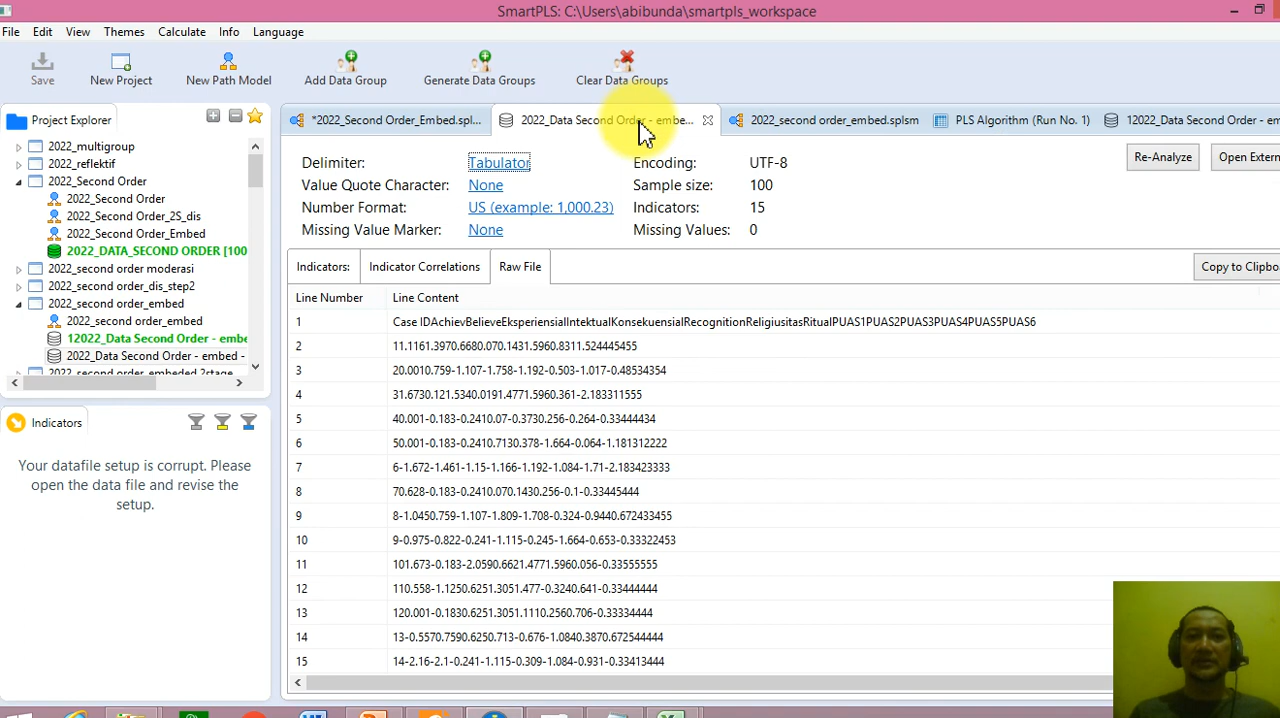 SmartPLS: C:\Users\abibunda\smartpls_workspace
File Edit View Themes Calculate Info Language
Save New Project New Path Model Add Data Group Generate Data Groups Clear Data Groups
Project Explorer
*2022_Second Order_Embed.spl... 2022_Data Second Order - embe... 2022_second order_embed.splsm PLS Algorithm (Run No. 1) 12022_Data Second Order - em
2022_multigroup
2022_reflektif
2022_Second Order
2022_Second Order
2022_Second Order_2S_dis
2022_Second Order_Embed
2022_DATA_SECOND ORDER [100
2022_second order moderasi
2022_second order_dis_step2
2022_second order_embed
2022_second order_embed
12022_Data Second Order - embe
2022_Data Second Order - embed -
2022_second order_embeded 2stage
Indicators
Your datafile setup is corrupt. Please
open the data file and revise the
setup.
Delimiter: Tabulator Encoding: UTF-8
Re-Analyze Open Extern
Value Quote Character: None Sample size: 100
Number Format: US (example: 1,000.23) Indicators: 15
Missing Value Marker: None Missing Values: 0
Indicators: Indicator Correlations Raw File Copy to Clipbo
Line Number Line Content
1 Case IDAchievBelieveEksperiensialIntektualKonsekuensialRecognitionReligiusitasRitualPUAS1PUAS2PUAS3PUAS4PUAS5PUAS6
2 11.1161.3970.6680.070.1431.5960.8311.524445455
3 20.0010.759-1.107-1.758-1.192-0.503-1.017-0.48534354
4 31.6730.121.5340.0191.4771.5960.361-2.183311555
5 40.001-0.183-0.2410.07-0.3730.256-0.264-0.33444434
6 50.001-0.183-0.2410.7130.378-1.664-0.064-1.181312222
7 6-1.672-1.461-1.15-1.166-1.192-1.084-1.71-2.183423333
8 70.628-0.183-0.2410.070.1430.256-0.1-0.33445444
9 8-1.0450.759-1.107-1.809-1.708-0.324-0.9440.672433455
10 9-0.975-0.822-0.241-1.115-0.245-1.664-0.653-0.33322453
11 101.673-0.183-2.0590.6621.4771.5960.056-0.33555555
12 110.558-1.1250.6251.3051.477-0.3240.641-0.33444444
13 120.001-0.1830.6251.3051.1110.2560.706-0.33334444
14 13-0.5570.7590.6250.713-0.676-1.0840.3870.672544444
15 14-2.16-2.1-0.241-1.115-0.309-1.084-0.931-0.33413444